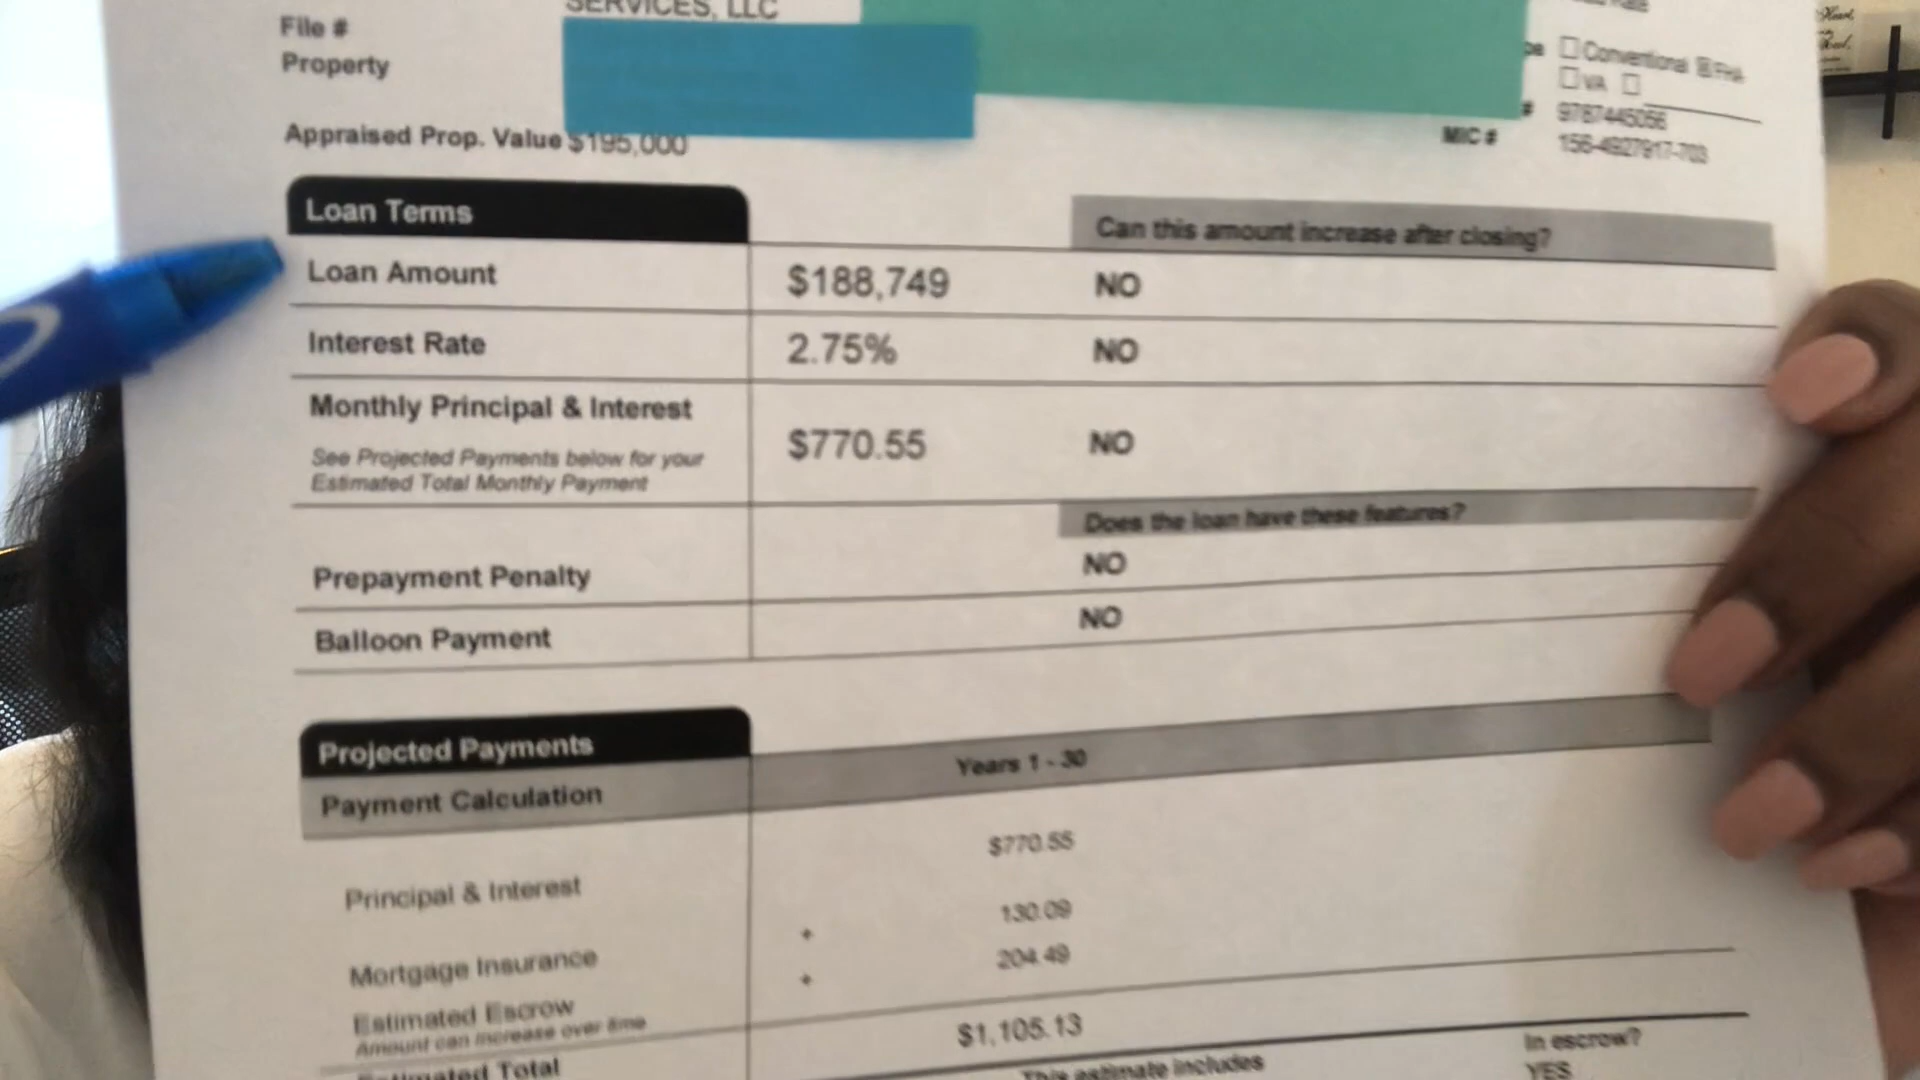 SERVICES, LLC
File #
Property
Conventional FHA
VA
# 9787445056
Appraised Prop. Value $195,000
MIC # 156-4927917-703
Loan Terms
Can this amount increase after closing?
Loan Amount $188,749 NO
Interest Rate 2.75% NO
Monthly Principal & Interest $770.55 NO
See Projected Payments below for your
Estimated Total Monthly Payment
Does the loan have these features?
Prepayment Penalty NO
Balloon Payment NO
Projected Payments
Payment Calculation Years 1 - 30
Principal & Interest $770.55
Mortgage Insurance + 130.09
Estimated Escrow + 204.49
Amount can increase over time
Estimated Total $1,105.13
This estimate includes In escrow?
YES